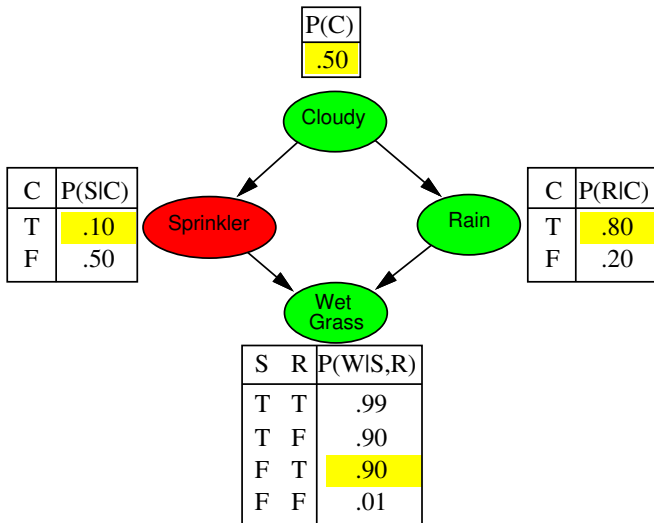 P(C)
.50
Cloudy
C P(S|C)
T .10
F .50
Sprinkler
Rain
C P(R|C)
T .80
F .20
Wet
Grass
S R P(W|S,R)
T T .99
T F .90
F T .90
F F .01